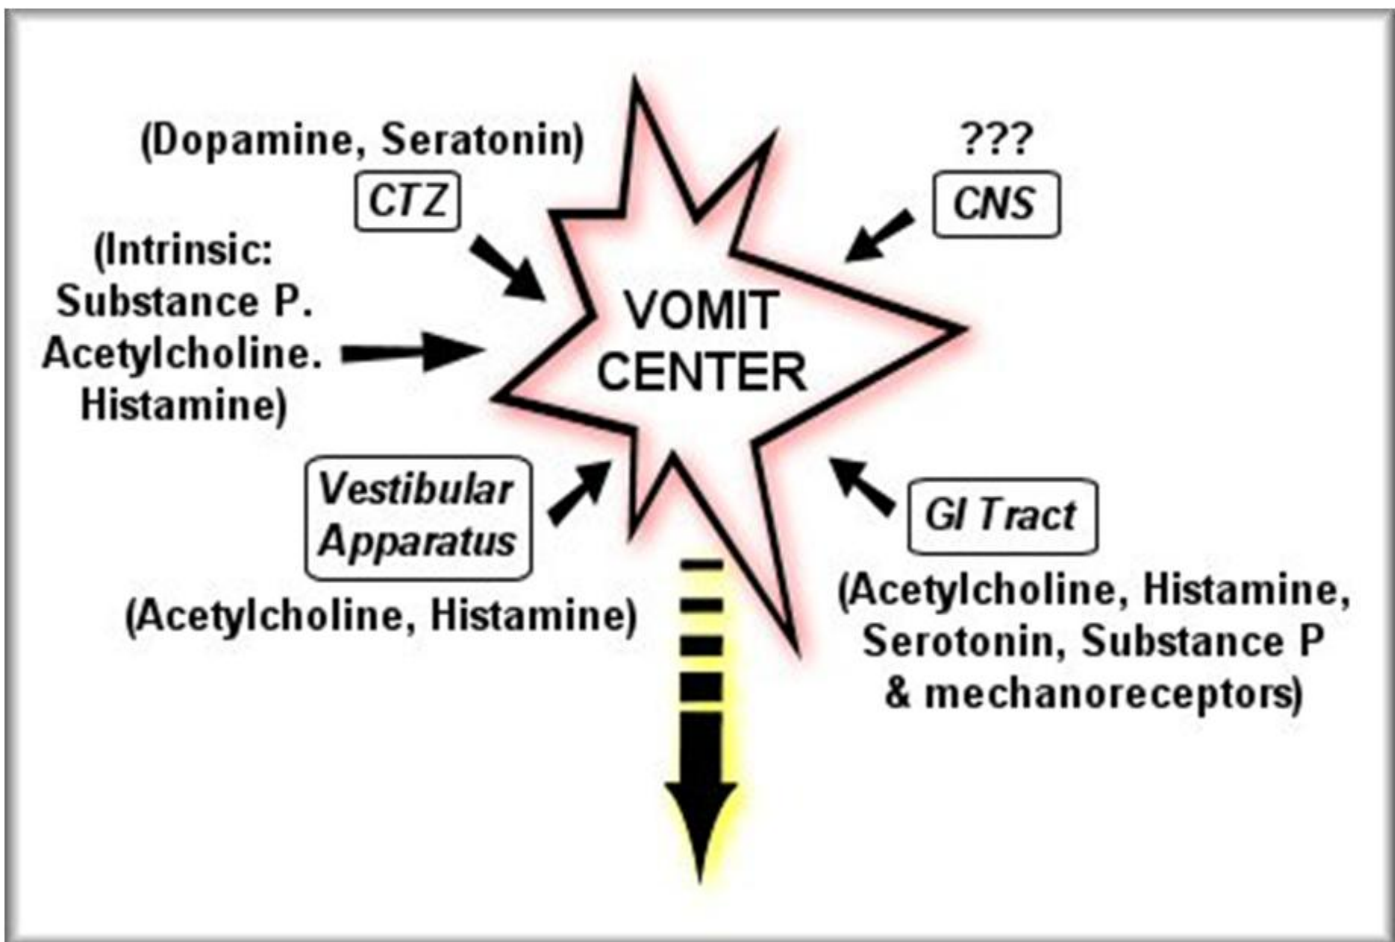 (Dopamine, Seratonin)
CTZ
(Intrinsic:
Substance P.
Acetylcholine.
Histamine)
Vestibular
Apparatus
(Acetylcholine, Histamine)
VOMIT
CENTER
???
CNS
GI Tract
(Acetylcholine, Histamine,
Serotonin, Substance P
& mechanoreceptors)